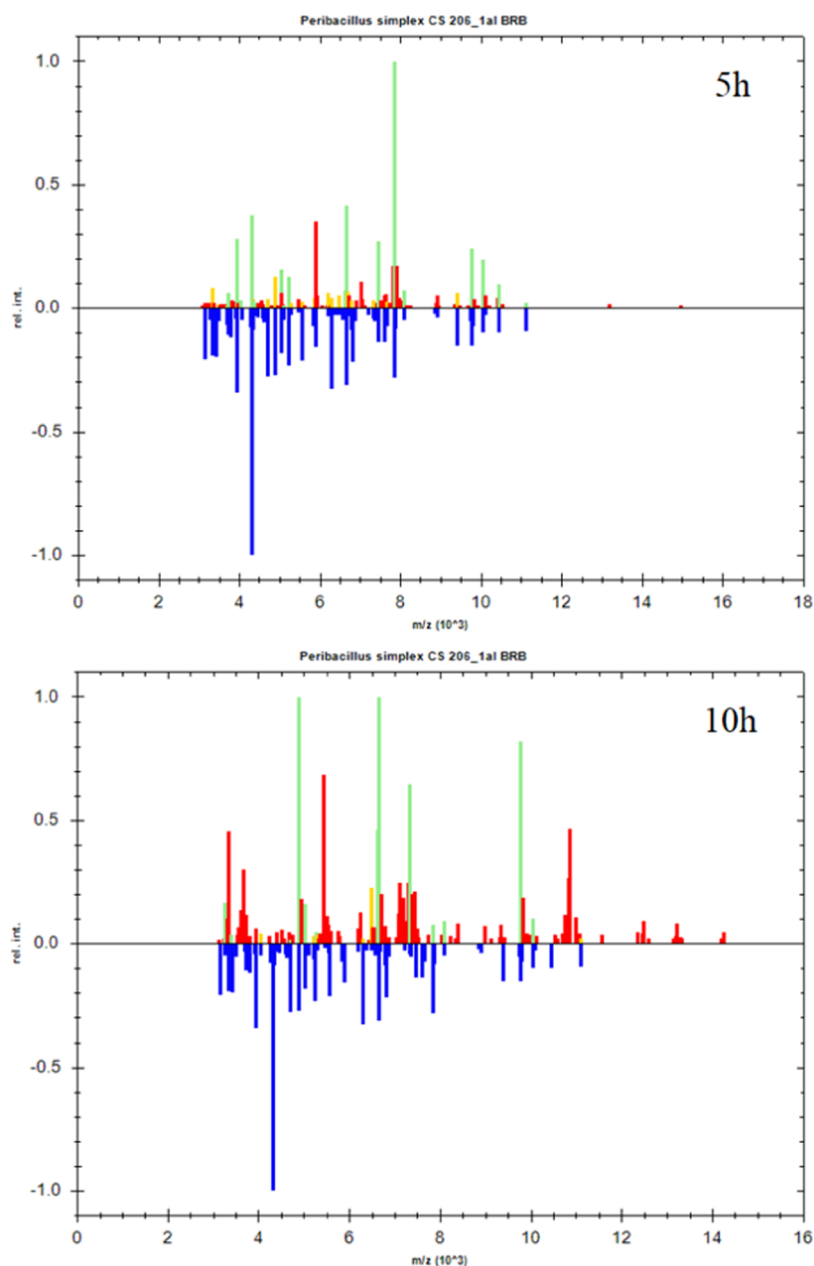 Peribacillus simplex CS 206_1al BRB
5h
1.0
0.5
0.0
-0.5
-1.0
rel. int.
0 2 4 6 8 10 12 14 16 18
m/z (10^3)
Peribacillus simplex CS 206_1al BRB
10h
1.0
0.5
0.0
-0.5
-1.0
rel. int.
0 2 4 6 8 10 12 14 16
m/z (10^3)